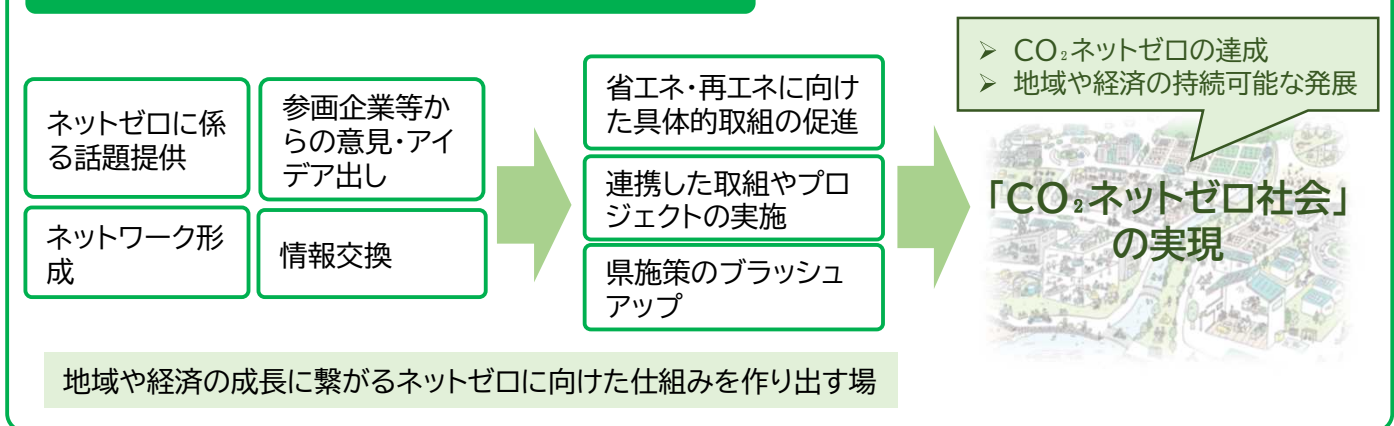 ネットゼロに係
る話題提供
参画企業等か
らの意見・アイ
デア出し
ネットワーク形
成
情報交換
省エネ・再エネに向け
た具体的取組の促進
連携した取組やプロ
ジェクトの実施
県施策のブラッシュ
アップ
➢ CO₂ネットゼロの達成
➢ 地域や経済の持続可能な発展
「CO₂ネットゼロ社会」
の実現
地域や経済の成長に繋がるネットゼロに向けた仕組みを作り出す場